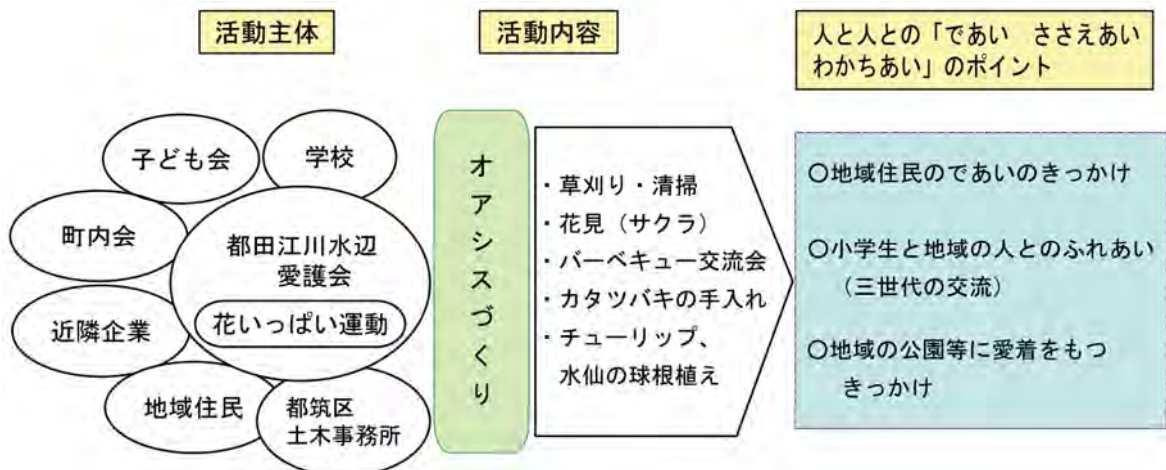 活動主体
活動内容
人と人との「であい　ささえあい
わかちあい」のポイント
子ども会
学校
町内会
都田江川水辺
愛護会
花いっぱい運動
近隣企業
地域住民
都筑区
土木事務所
オアシスづくり
・草刈り・清掃
・花見（サクラ）
・バーベキュー交流会
・カタツバキの手入れ
・チューリップ、
水仙の球根植え
○地域住民のであいのきっかけ
○小学生と地域の人とのふれあい
（三世代の交流）
○地域の公園等に愛着をもつ
きっかけ